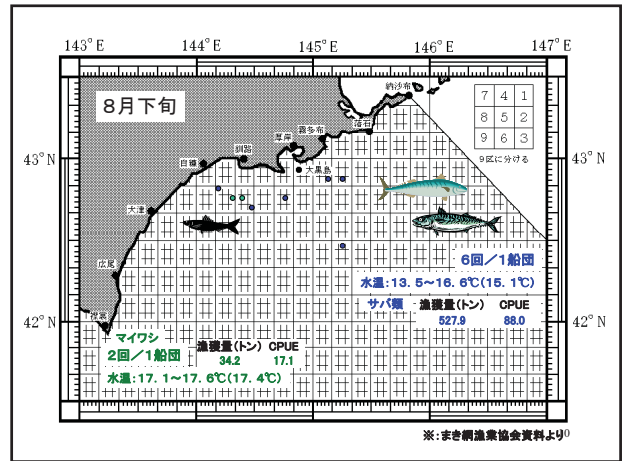 143°E 144°E 145°E 146°E 147°E
8月下旬
納沙布
7 4 1
8 5 2
9 6 3
9区に分ける
落石
霧多布
厚岸
釧路
白糠
大黒島
43°N 43°N
大津
広尾
襟裳
6回/1船団
水温:13.5～16.6℃(15.1℃)
サバ類 漁獲量(トン) CPUE
527.9 88.0
42°N 42°N
マイワシ
2回/1船団
漁獲量(トン) CPUE
34.2 17.1
水温:17.1～17.6℃(17.4℃)
※:まき網漁業協会資料より